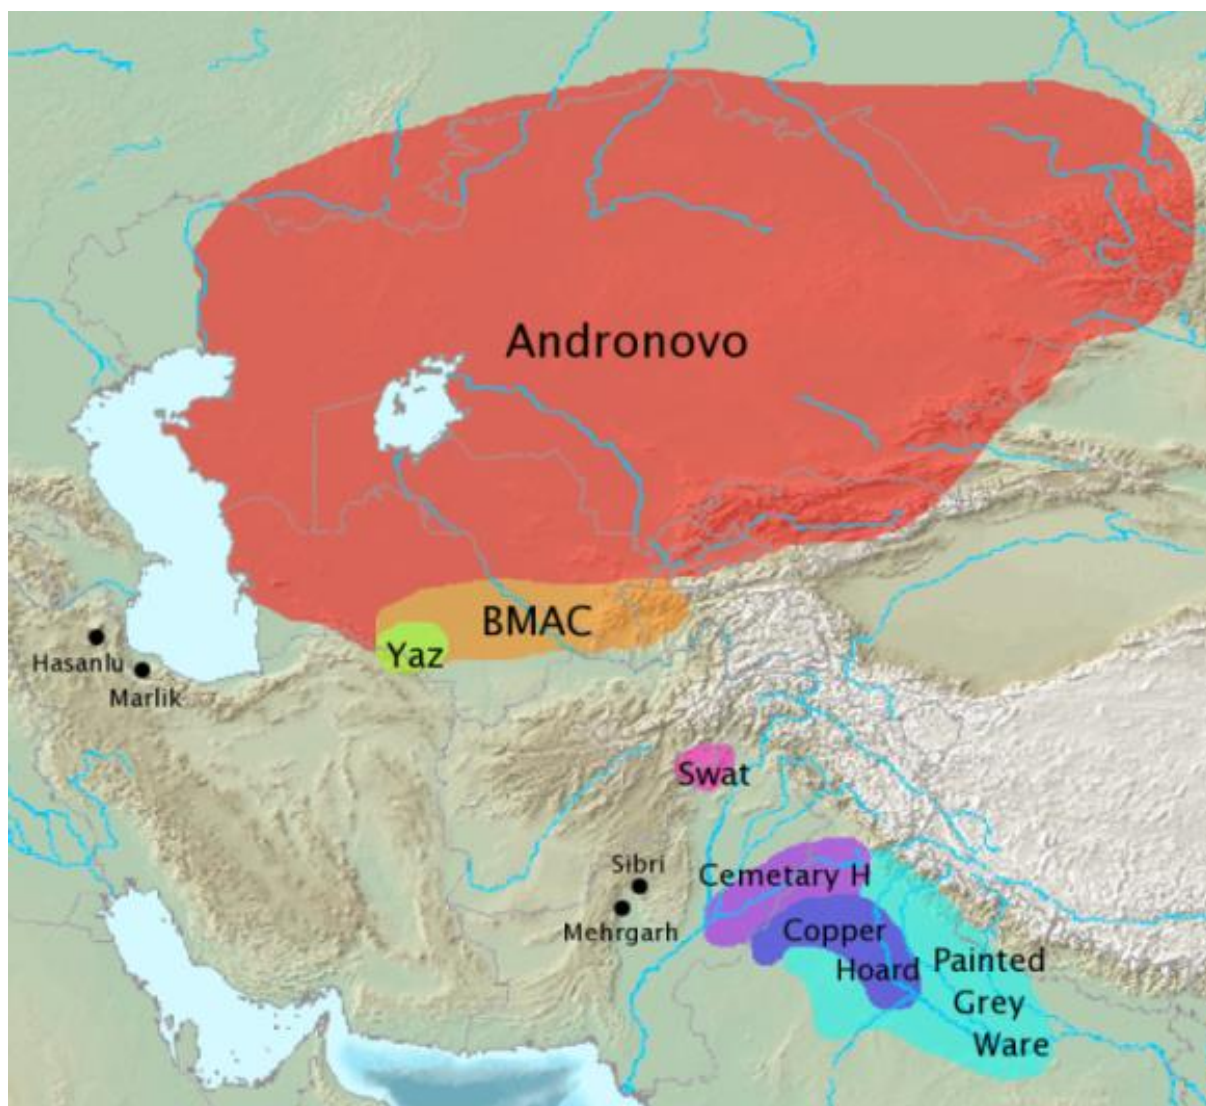 Andronovo
BMAC
Yaz
Hasanlu
Marlik
Swat
Sibri
Mehrgarh
Cemetary H
Copper
Hoard
Painted
Grey
Ware